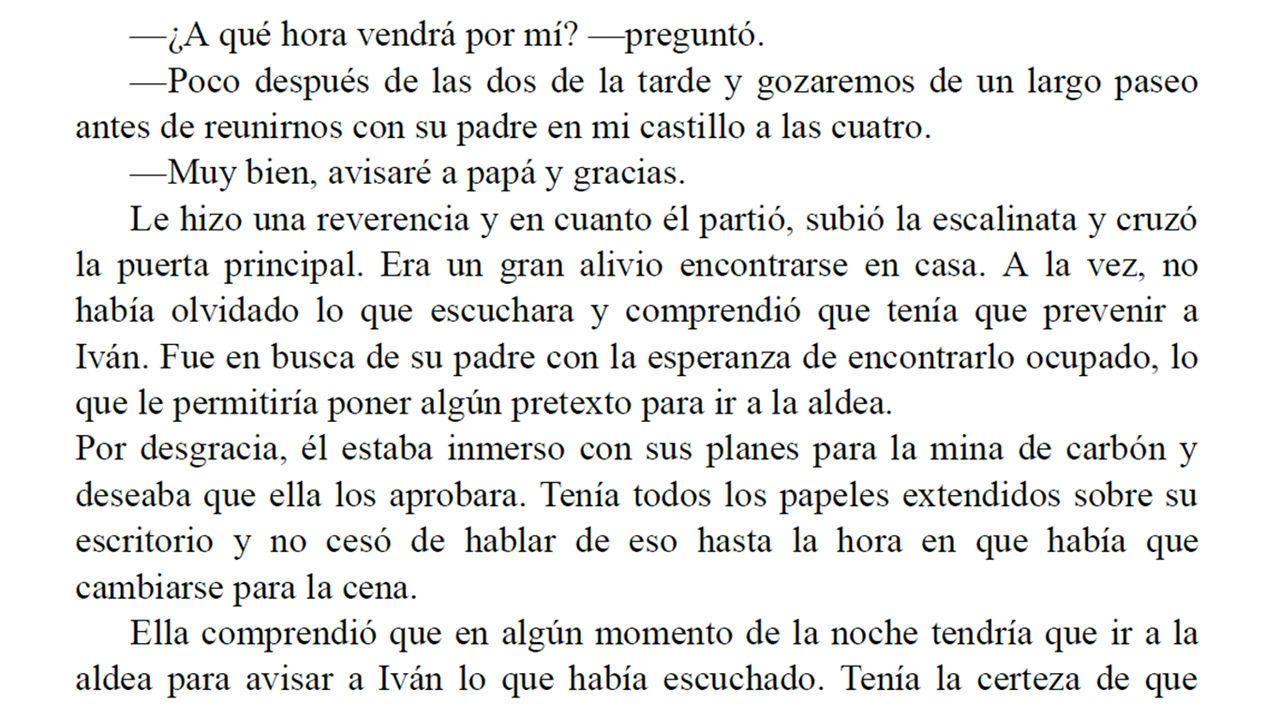 —¿A qué hora vendrá por mí? —preguntó.
—Poco después de las dos de la tarde y gozaremos de un largo paseo
antes de reunirnos con su padre en mi castillo a las cuatro.
—Muy bien, avisaré a papá y gracias.
Le hizo una reverencia y en cuanto él partió, subió la escalinata y cruzó
la puerta principal. Era un gran alivio encontrarse en casa. A la vez, no
había olvidado lo que escuchara y comprendió que tenía que prevenir a
Iván. Fue en busca de su padre con la esperanza de encontrarlo ocupado, lo
que le permitiría poner algún pretexto para ir a la aldea.
Por desgracia, él estaba inmerso con sus planes para la mina de carbón y
deseaba que ella los aprobara. Tenía todos los papeles extendidos sobre su
escritorio y no cesó de hablar de eso hasta la hora en que había que
cambiarse para la cena.
Ella comprendió que en algún momento de la noche tendría que ir a la
aldea para avisar a Iván lo que había escuchado. Tenía la certeza de que